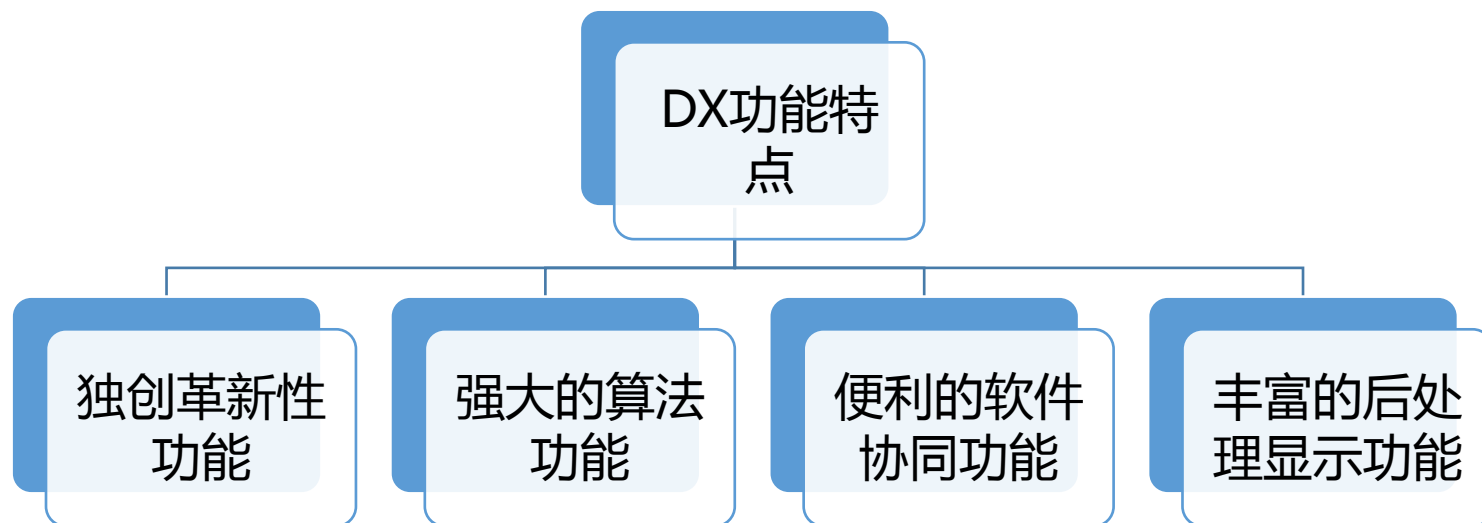 DX功能特
点
独创革新性
功能
强大的算法
功能
便利的软件
协同功能
丰富的后处
理显示功能